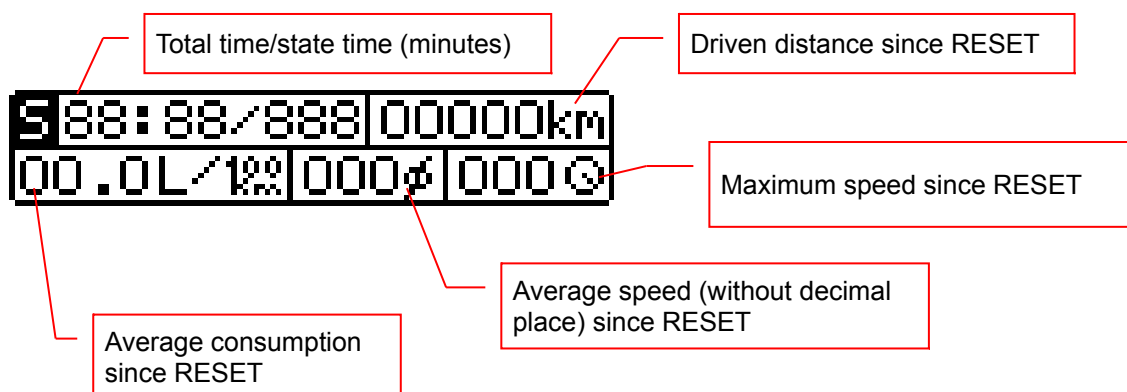 Total time/state time (minutes)
Driven distance since RESET
S 88:88/888 00000km
00.0L/100km 000ø 000
Maximum speed since RESET
Average speed (without decimal
place) since RESET
Average consumption
since RESET